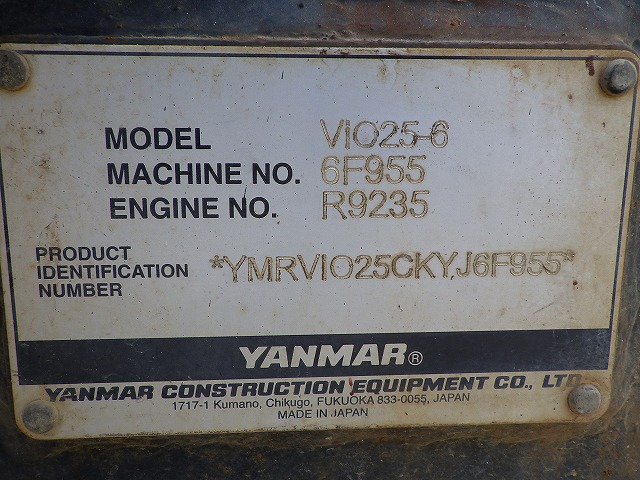 MODEL VIO25-6
MACHINE NO. 6F955
ENGINE NO. R9235
PRODUCT
IDENTIFICATION
NUMBER
*YMRVIO25CKYJ6F955*
YANMAR®
YANMAR CONSTRUCTION EQUIPMENT CO., LTD.
1717-1 Kumano, Chikugo, FUKUOKA 833-0055, JAPAN
MADE IN JAPAN